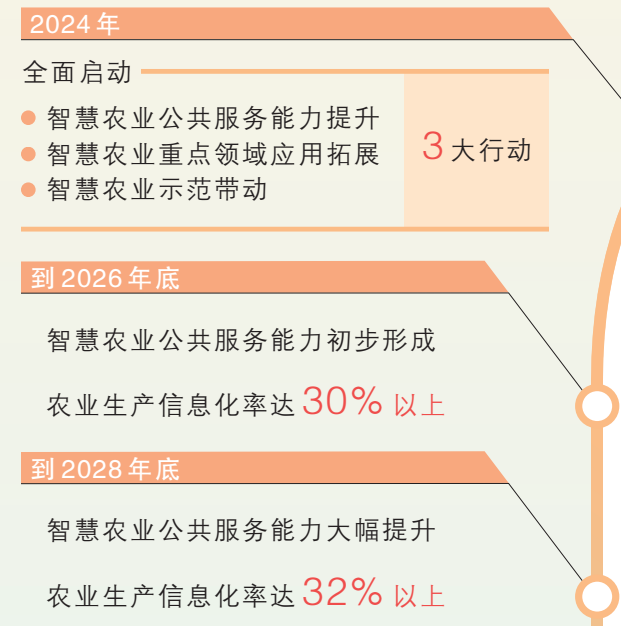 2024年
全面启动
智慧农业公共服务能力提升
智慧农业重点领域应用拓展
智慧农业示范带动
3大行动
到2026年底
智慧农业公共服务能力初步形成
农业生产信息化率达30%以上
到2028年底
智慧农业公共服务能力大幅提升
农业生产信息化率达32%以上